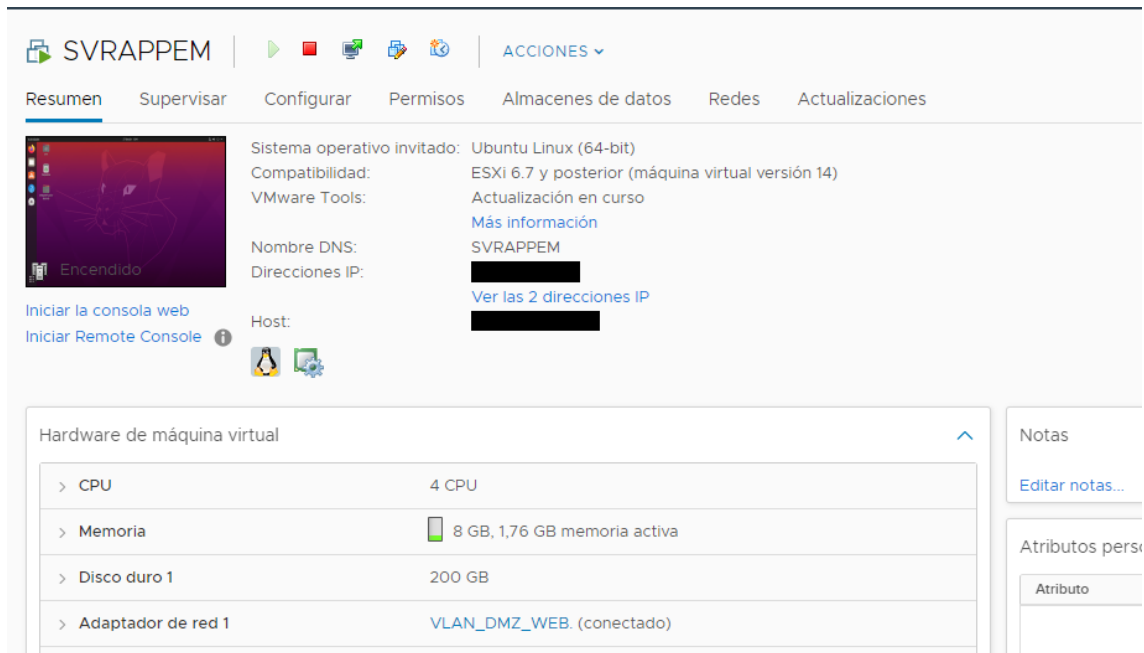 SVRAPPEM
ACCIONES
Resumen Supervisar Configurar Permisos Almacenes de datos Redes Actualizaciones
Sistema operativo invitado: Ubuntu Linux (64-bit)
Compatibilidad: ESXi 6.7 y posterior (máquina virtual versión 14)
VMware Tools: Actualización en curso
Más información
Nombre DNS: SVRAPPEM
Direcciones IP:
Ver las 2 direcciones IP
Host:
Encendido
Iniciar la consola web
Iniciar Remote Console
Hardware de máquina virtual
CPU 4 CPU
Memoria 8 GB, 1,76 GB memoria activa
Disco duro 1 200 GB
Adaptador de red 1 VLAN_DMZ_WEB. (conectado)
Notas
Editar notas...
Atributos perso
Atributo